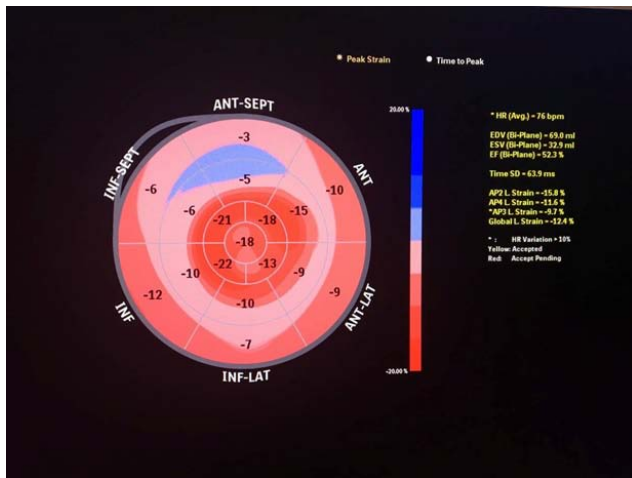 Peak Strain
Time to Peak
ANT-SEPT
20.00 %
* HR (Avg.) = 76 bpm
-3
EDV (Bi-Plane) = 69.0 ml
ESV (Bi-Plane) = 32.9 ml
EF (Bi-Plane) = 52.3 %
INF-SEPT
ANT
-6
-5
-10
Time SD = 63.9 ms
-6
-21
-18
-15
AP2 L. Strain = -15.8 %
AP4 L. Strain = -11.6 %
*AP3 L. Strain = -9.7 %
Global L. Strain = -12.4 %
-18
* : HR Variation > 10%
Yellow: Accepted
Red: Accept Pending
-10
-22
-13
-9
-12
-9
-10
INF
ANT-LAT
-7
-20.00 %
INF-LAT